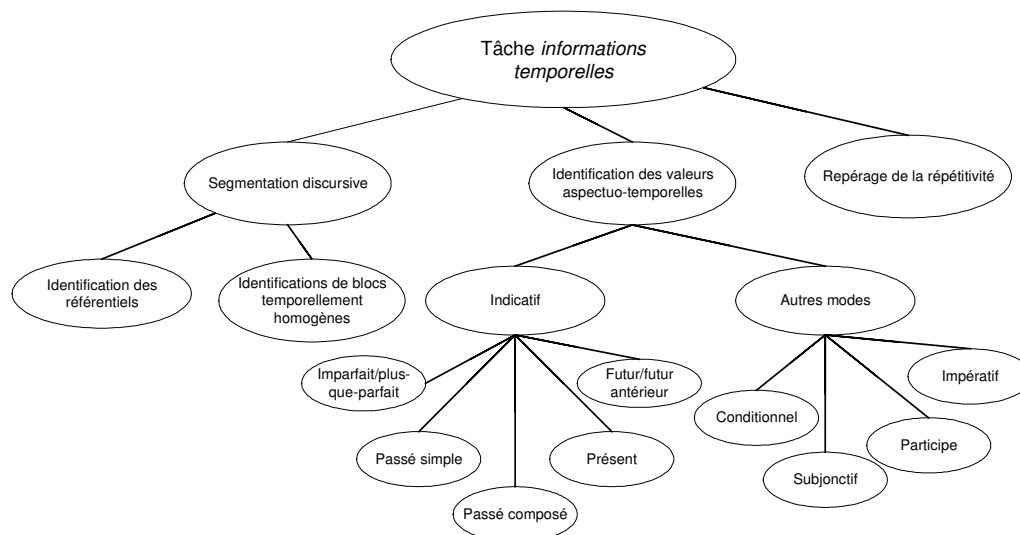 Tâche informations
temporelles
Segmentation discursive
Identification des valeurs
aspectuo-temporelles
Repérage de la répétitivité
Identification des
référentiels
Identifications de blocs
temporellement
homogènes
Indicatif
Autres modes
Imparfait/plus-
que-parfait
Futur/futur
antérieur
Passé simple
Présent
Passé composé
Conditionnel
Impératif
Participe
Subjonctif